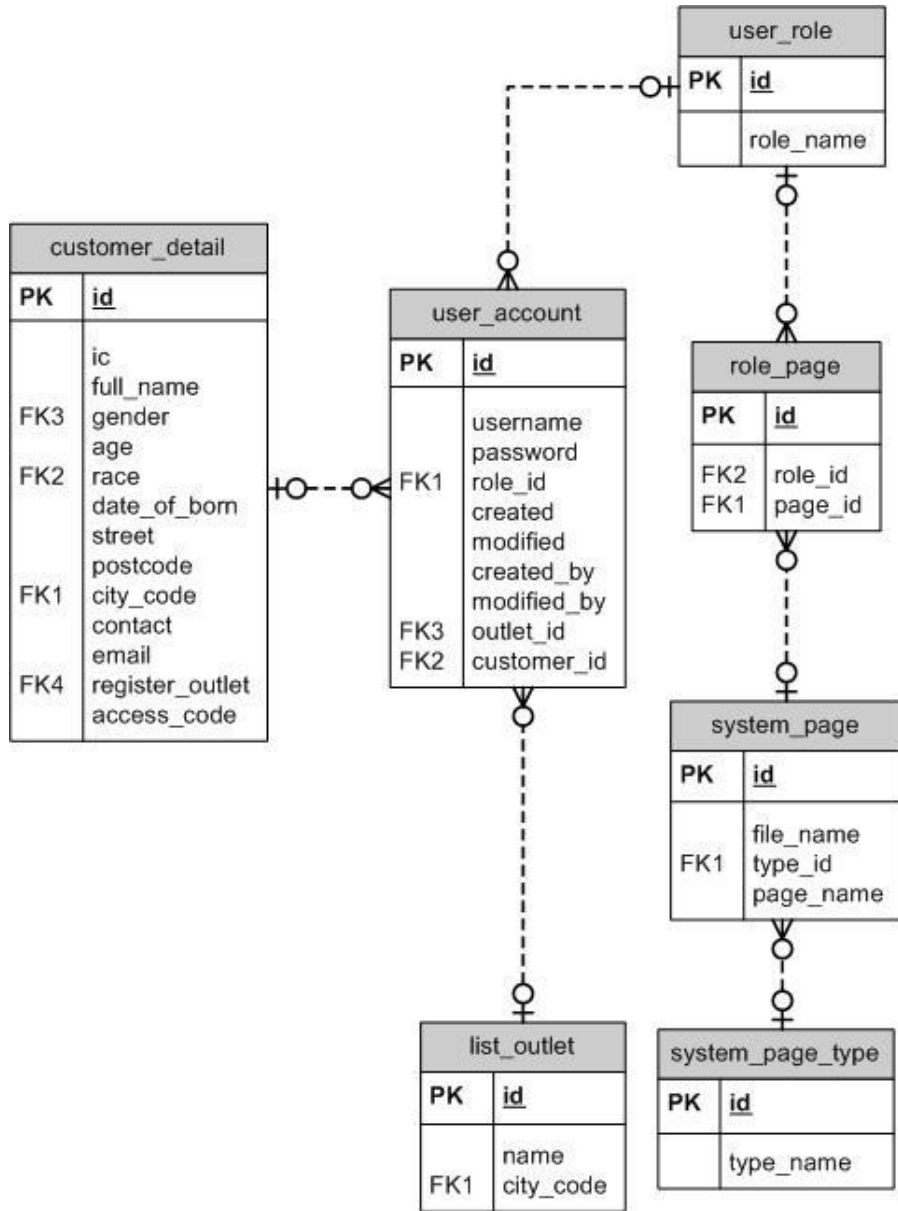 user_role
PK id
role_name
customer_detail
PK id
ic
full_name
FK3 gender
age
FK2 race
date_of_born
street
postcode
FK1 city_code
contact
email
FK4 register_outlet
access_code
user_account
PK id
username
password
FK1 role_id
created
modified
created_by
modified_by
FK3 outlet_id
FK2 customer_id
role_page
PK id
FK2 role_id
FK1 page_id
system_page
PK id
file_name
FK1 type_id
page_name
list_outlet
PK id
name
FK1 city_code
system_page_type
PK id
type_name